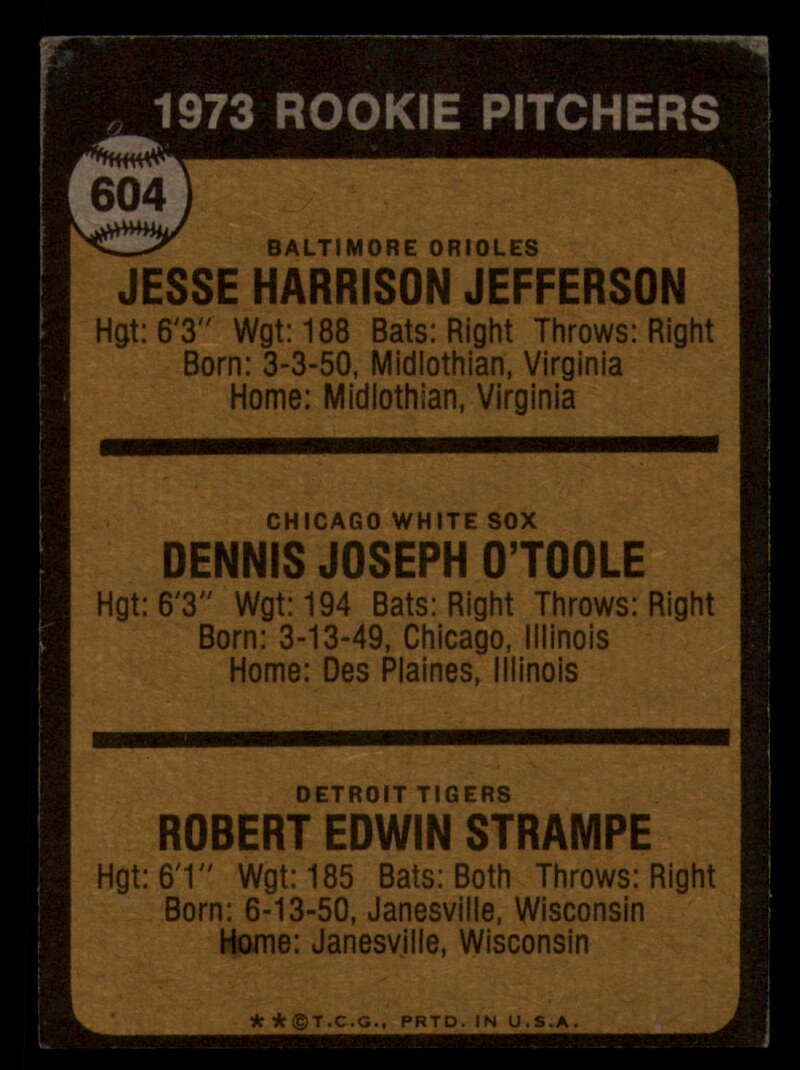 1973 ROOKIE PITCHERS
604
BALTIMORE ORIOLES
JESSE HARRISON JEFFERSON
Hgt: 6'3" Wgt: 188 Bats: Right Throws: Right
Born: 3-3-50, Midlothian, Virginia
Home: Midlothian, Virginia
CHICAGO WHITE SOX
DENNIS JOSEPH O'TOOLE
Hgt: 6'3" Wgt: 194 Bats: Right Throws: Right
Born: 3-13-49, Chicago, Illinois
Home: Des Plaines, Illinois
DETROIT TIGERS
ROBERT EDWIN STRAMPE
Hgt: 6'1" Wgt: 185 Bats: Both Throws: Right
Born: 6-13-50, Janesville, Wisconsin
Home: Janesville, Wisconsin
* * © T.C.G., PRTD. IN U.S.A.